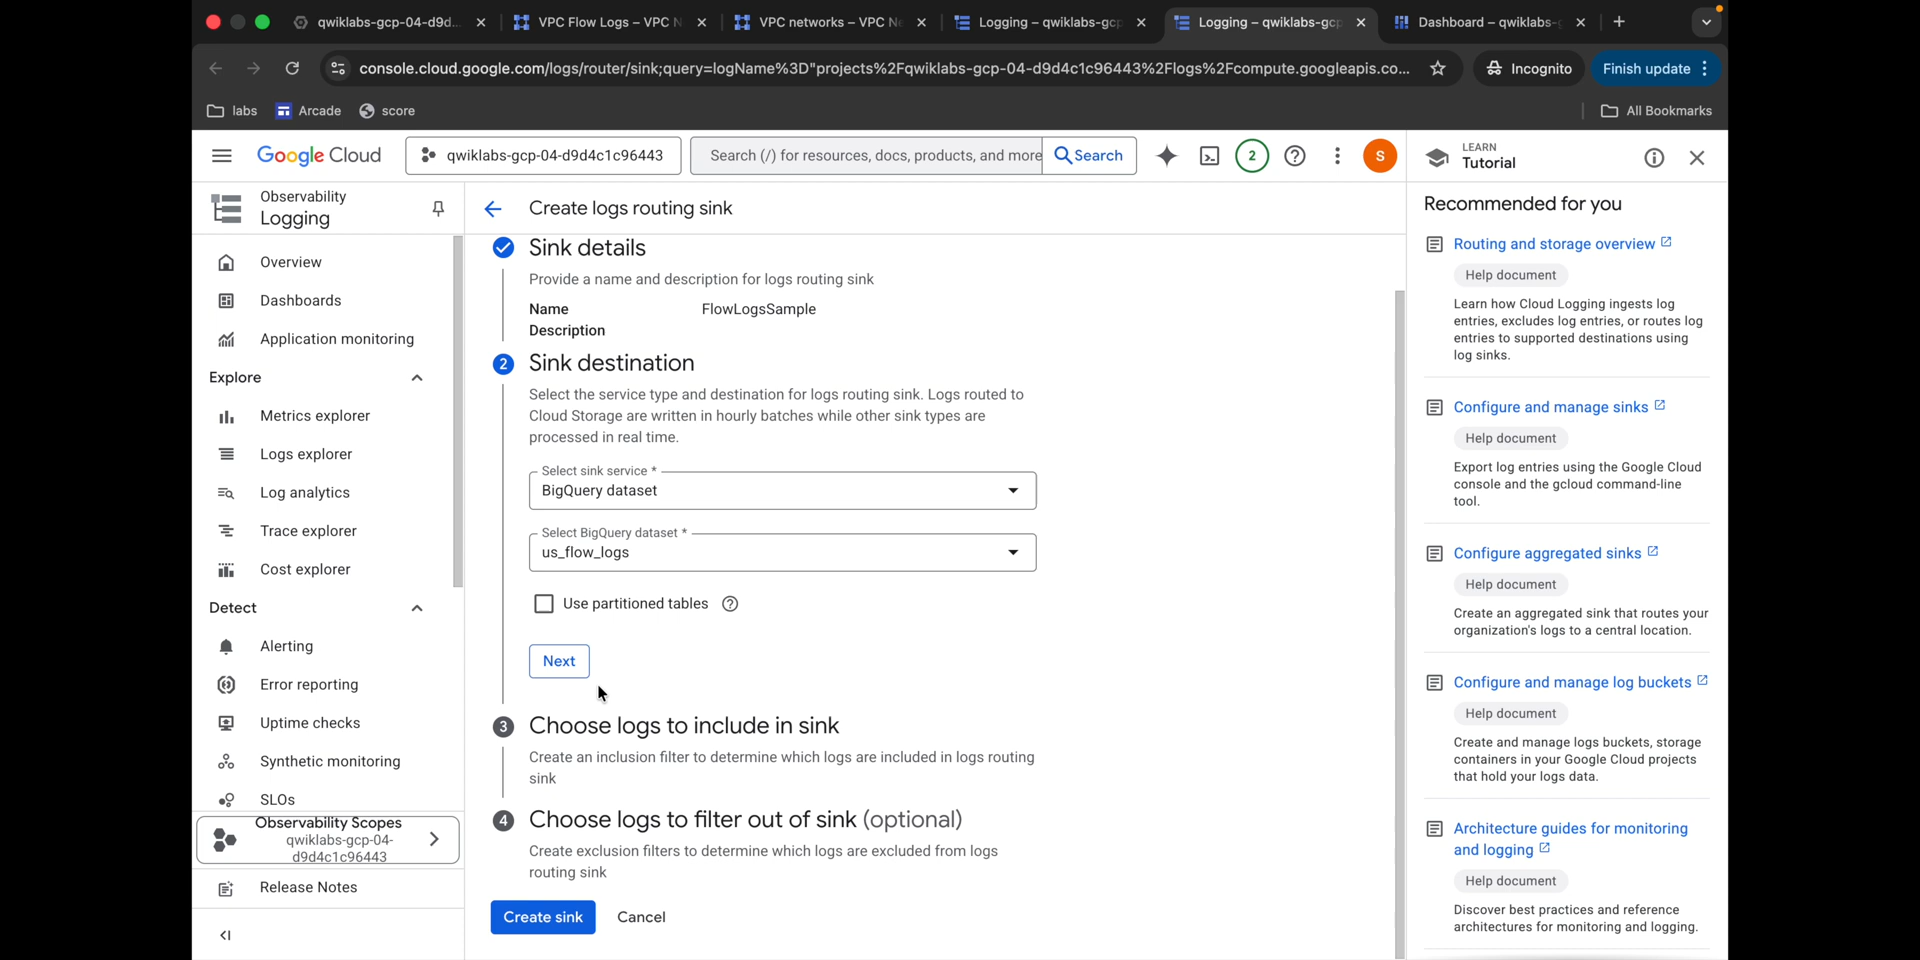 qwiklabs-gcp-04-d9d...
VPC Flow Logs – VPC N
VPC networks – VPC Ne
Logging – qwiklabs-gcp
Logging – qwiklabs-gcp
Dashboard – qwiklabs-g
console.cloud.google.com/logs/router/sink;query=logName%3D"projects%2Fqwiklabs-gcp-04-d9d4c1c96443%2Flogs%2Fcompute.googleapis.co...
Incognito
Finish update
labs
Arcade
score
All Bookmarks
Google Cloud
qwiklabs-gcp-04-d9d4c1c96443
Search (/) for resources, docs, products, and more
Search
2
S
LEARN
Tutorial
Observability
Logging
Overview
Dashboards
Application monitoring
Explore
Metrics explorer
Logs explorer
Log analytics
Trace explorer
Cost explorer
Detect
Alerting
Error reporting
Uptime checks
Synthetic monitoring
SLOs
Observability Scopes
qwiklabs-gcp-04-
d9d4c1c96443
Release Notes
Create logs routing sink
Sink details
Provide a name and description for logs routing sink
Name FlowLogsSample
Description
2 Sink destination
Select the service type and destination for logs routing sink. Logs routed to
Cloud Storage are written in hourly batches while other sink types are
processed in real time.
Select sink service *
BigQuery dataset
Select BigQuery dataset *
us_flow_logs
Use partitioned tables
Next
3 Choose logs to include in sink
Create an inclusion filter to determine which logs are included in logs routing
sink
4 Choose logs to filter out of sink (optional)
Create exclusion filters to determine which logs are excluded from logs
routing sink
Create sink
Cancel
Recommended for you
Routing and storage overview
Help document
Learn how Cloud Logging ingests log
entries, excludes log entries, or routes log
entries to supported destinations using
log sinks.
Configure and manage sinks
Help document
Export log entries using the Google Cloud
console and the gcloud command-line
tool.
Configure aggregated sinks
Help document
Create an aggregated sink that routes your
organization's logs to a central location.
Configure and manage log buckets
Help document
Create and manage logs buckets, storage
containers in your Google Cloud projects
that hold your logs data.
Architecture guides for monitoring
and logging
Help document
Discover best practices and reference
architectures for monitoring and logging.